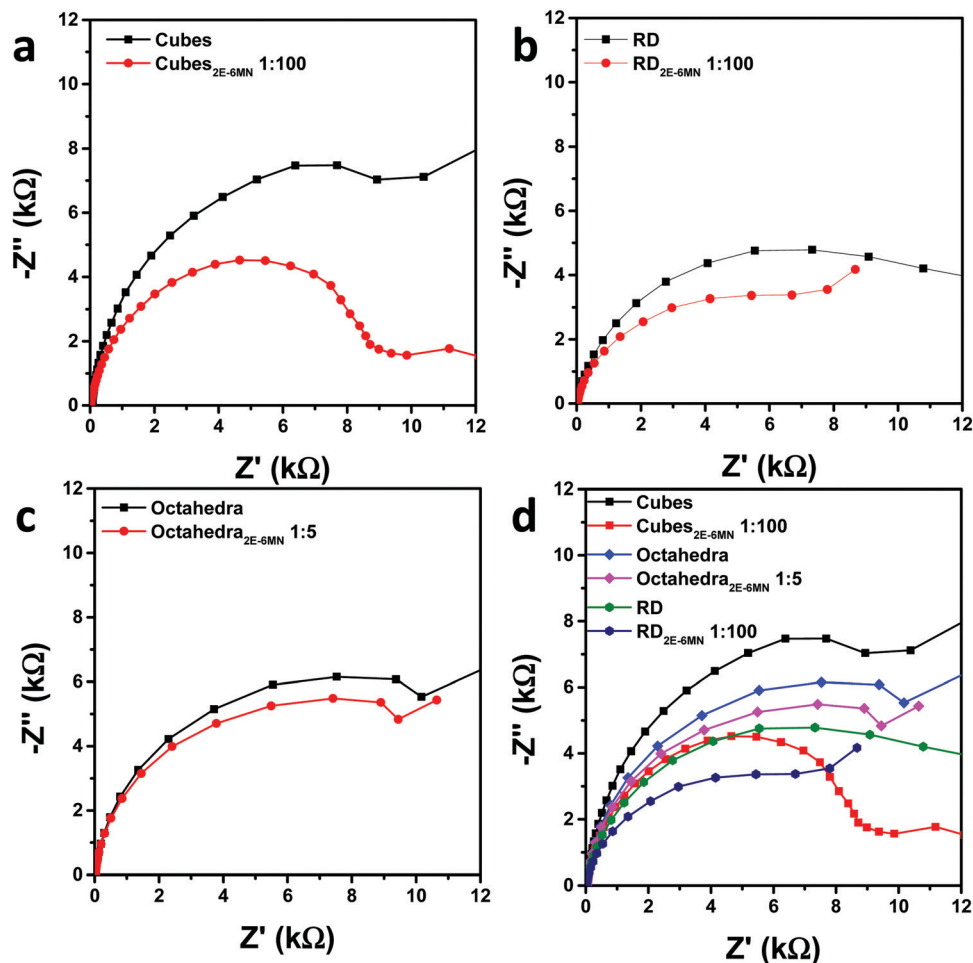 a
Cubes
Cubes2E-6MN 1:100
12
10
8
6
4
2
0
-Z'' (kΩ)
0 2 4 6 8 10 12
Z' (kΩ)
b
RD
RD2E-6MN 1:100
12
10
8
6
4
2
0
-Z'' (kΩ)
0 2 4 6 8 10 12
Z' (kΩ)
c
Octahedra
Octahedra2E-6MN 1:5
12
10
8
6
4
2
0
-Z'' (kΩ)
0 2 4 6 8 10 12
Z' (kΩ)
d
Cubes
Cubes2E-6MN 1:100
Octahedra
Octahedra2E-6MN 1:5
RD
RD2E-6MN 1:100
12
10
8
6
4
2
0
-Z'' (kΩ)
0 2 4 6 8 10 12
Z' (kΩ)